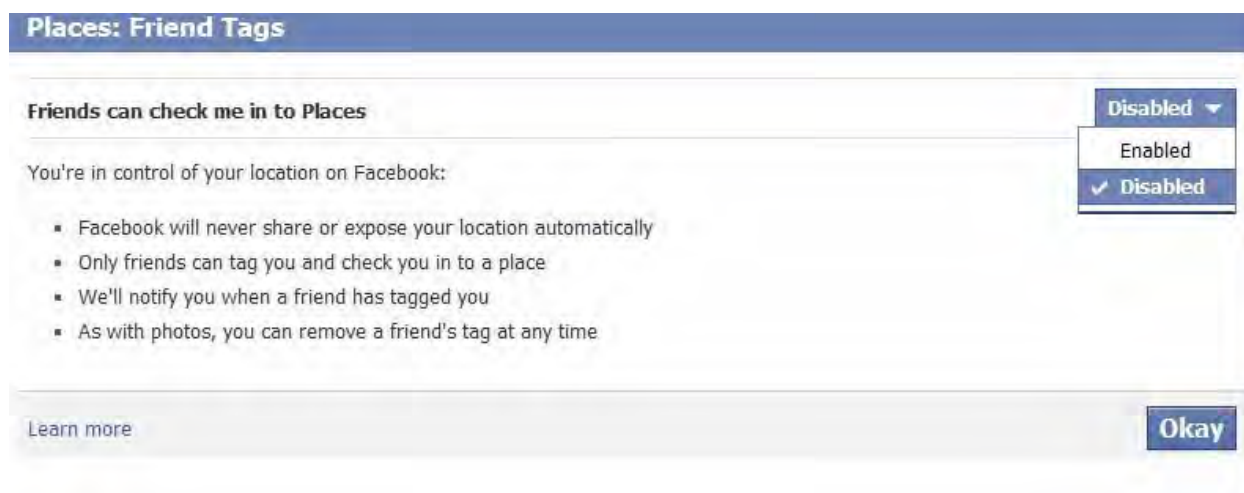 Places: Friend Tags
Friends can check me in to Places
Disabled
Enabled
Disabled
You're in control of your location on Facebook:
Facebook will never share or expose your location automatically
Only friends can tag you and check you in to a place
We'll notify you when a friend has tagged you
As with photos, you can remove a friend's tag at any time
Learn more
Okay